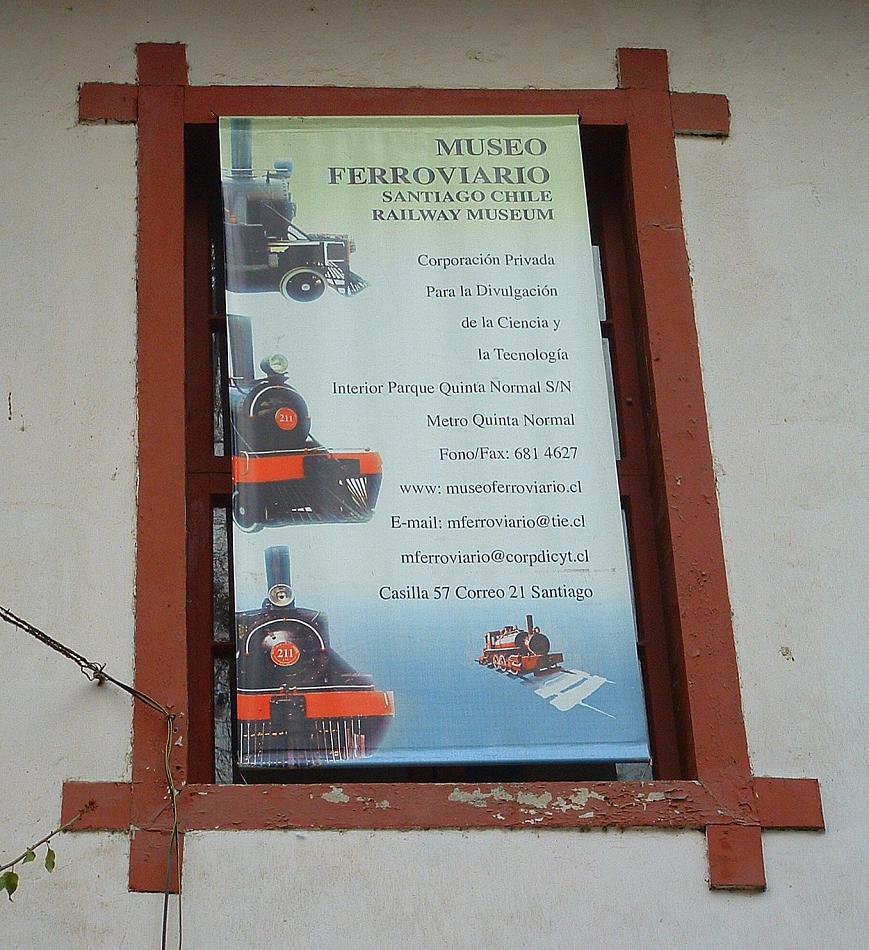 MUSEO
FERROVIARIO
SANTIAGO CHILE
RAILWAY MUSEUM
Corporación Privada
Para la Divulgación
de la Ciencia y
la Tecnología
Interior Parque Quinta Normal S/N
Metro Quinta Normal
Fono/Fax: 681 4627
www: museoferroviario.cl
E-mail: mferroviario@tie.cl
mferroviario@corpdicyt.cl
Casilla 57 Correo 21 Santiago
211
211